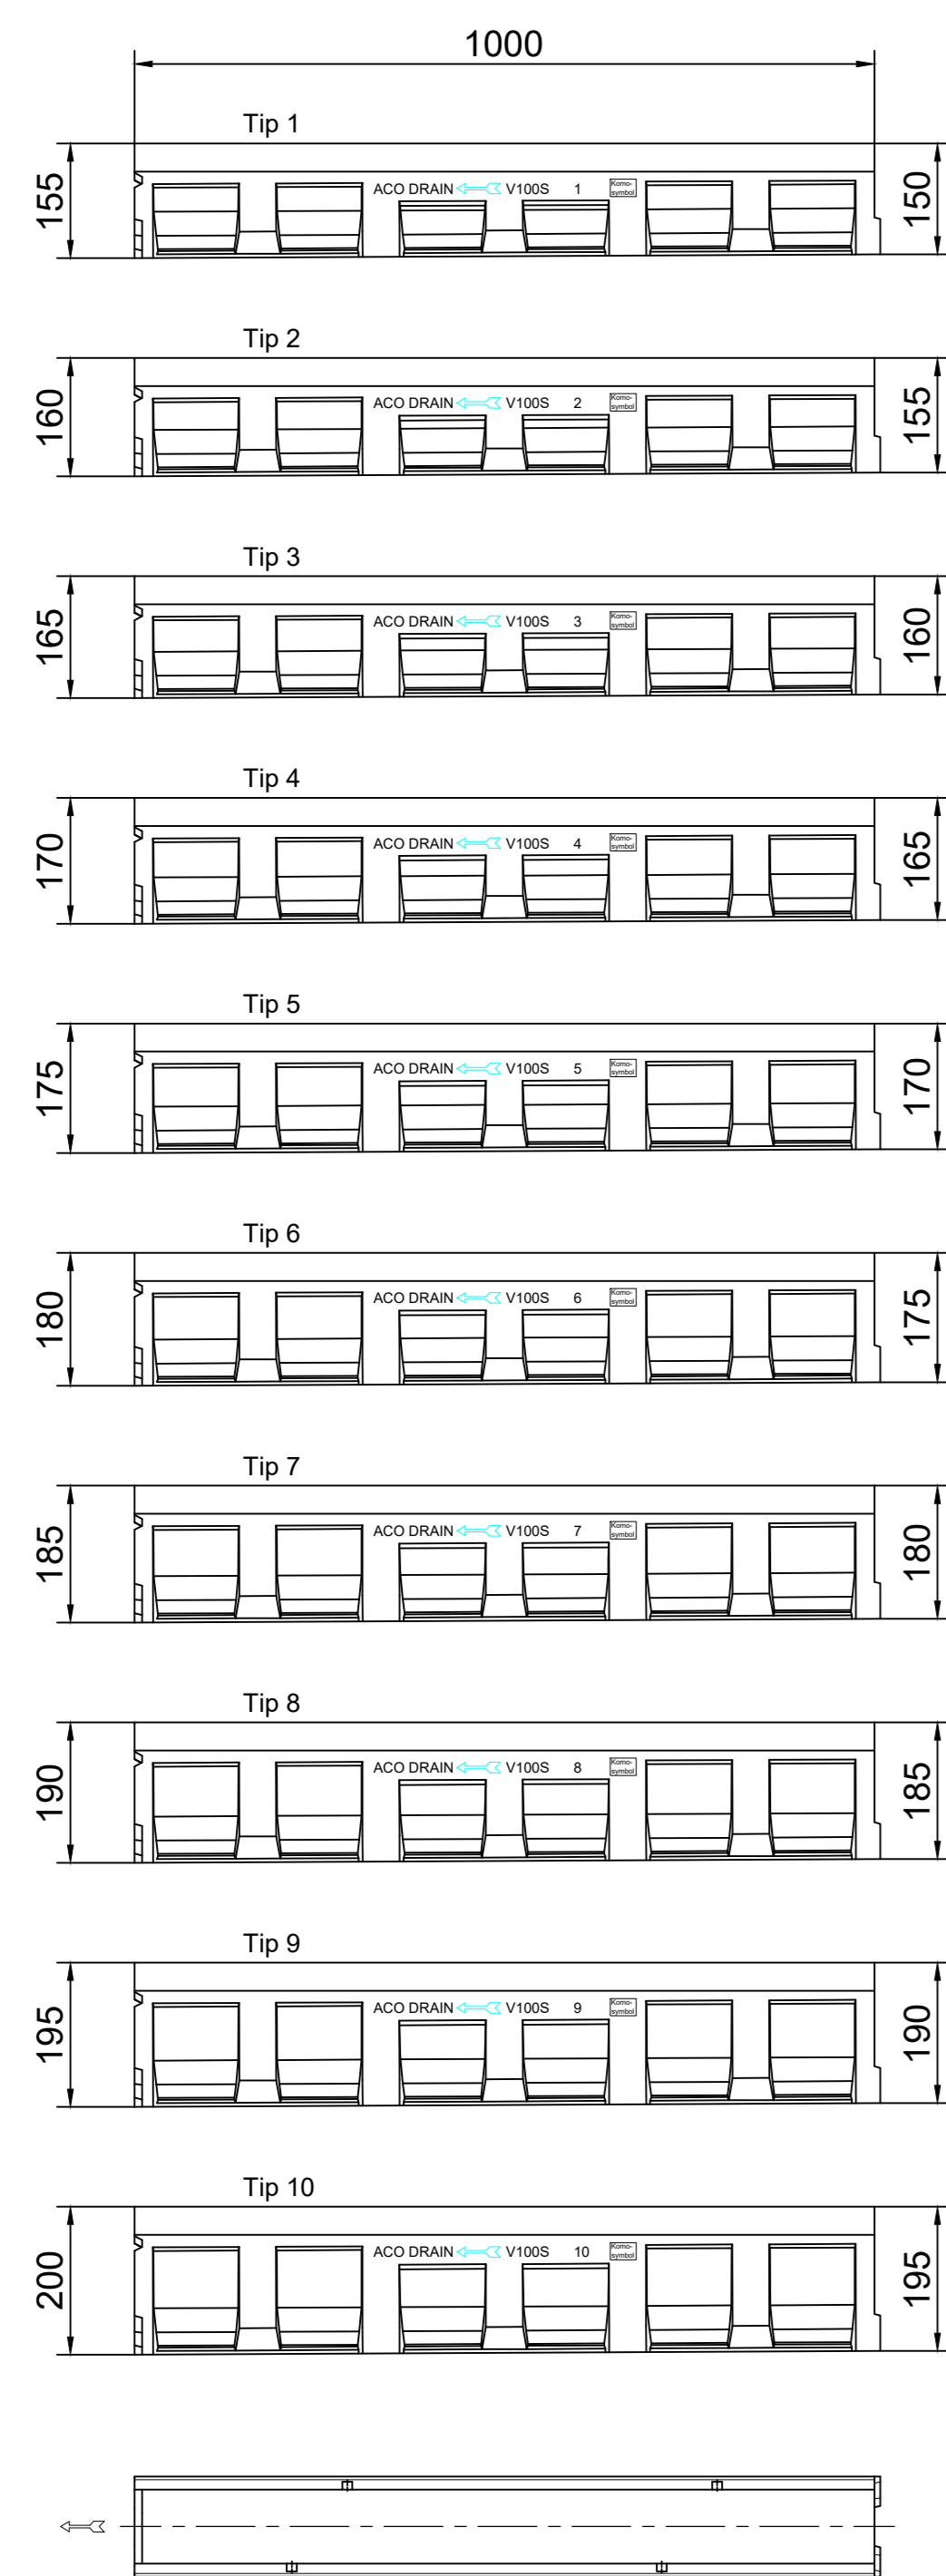 1000
Tip 1
155
ACO DRAIN V100S 1 Komo-
symbol
150
Tip 2
160
ACO DRAIN V100S 2 Komo-
symbol
155
Tip 3
165
ACO DRAIN V100S 3 Komo-
symbol
160
Tip 4
170
ACO DRAIN V100S 4 Komo-
symbol
165
Tip 5
175
ACO DRAIN V100S 5 Komo-
symbol
170
Tip 6
180
ACO DRAIN V100S 6 Komo-
symbol
175
Tip 7
185
ACO DRAIN V100S 7 Komo-
symbol
180
Tip 8
190
ACO DRAIN V100S 8 Komo-
symbol
185
Tip 9
195
ACO DRAIN V100S 9 Komo-
symbol
190
Tip 10
200
ACO DRAIN V100S 10 Komo-
symbol
195